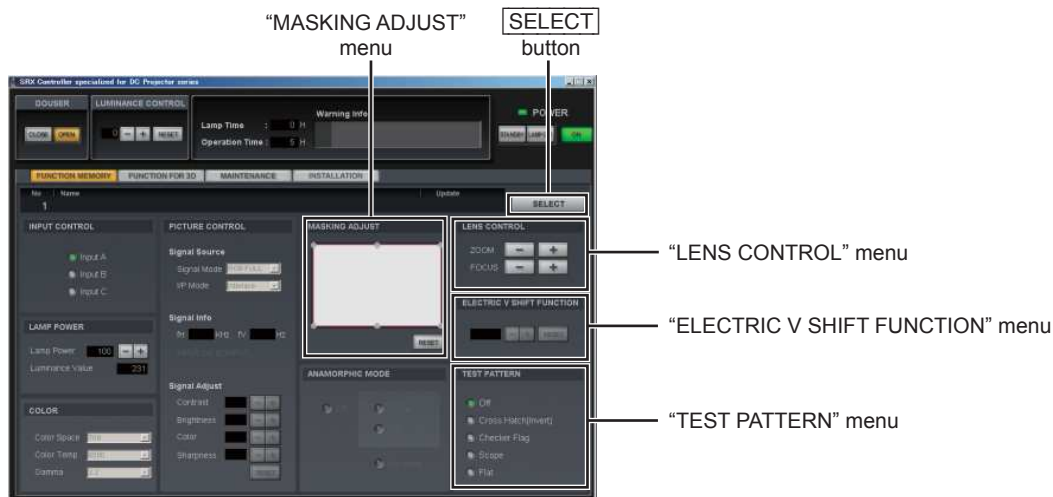 “MASKING ADJUST”
menu
SELECT
button
SRX Controller specialized for DC Projector series
DOUSER
LUMINANCE CONTROL
Warning Info
POWER
CLOSE OPEN
0 - + RESET
Lamp Time : 0 H
Operation Time : 5 H
STANDBY
ON
FUNCTION MEMORY FUNCTION FOR 3D MAINTENANCE INSTALLATION
No Name Update
1
SELECT
INPUT CONTROL
Input A
Input B
Input C
LAMP POWER
Lamp Power 100 - +
Luminance Value 231
COLOR
Color Space
Color Temp
Gamma
PICTURE CONTROL
Signal Source
Signal Mode RGB FULL
I/P Mode
Signal Info
fH KHz fV Hz
Signal Adjust
Contrast - +
Brightness - +
Color - +
Sharpness - +
RESET
MASKING ADJUST
RESET
ANAMORPHIC MODE
LENS CONTROL
ZOOM - +
FOCUS - +
ELECTRIC V SHIFT FUNCTION
- + RESET
TEST PATTERN
Off
Cross Hatch(Invert)
Checker Flag
Scope
Flat
“LENS CONTROL” menu
“ELECTRIC V SHIFT FUNCTION” menu
“TEST PATTERN” menu